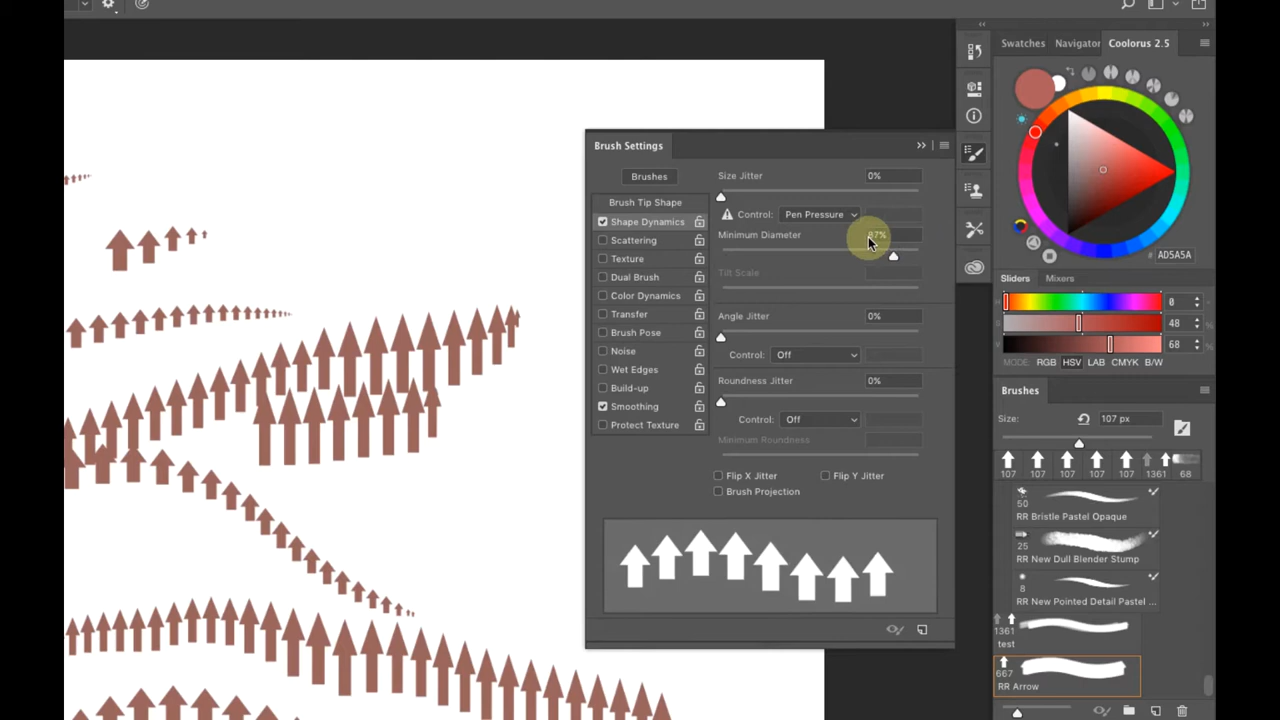 Swatches Navigator Coolorus 2.5
Brush Settings
Brushes
Brush Tip Shape
Shape Dynamics
Scattering
Texture
Dual Brush
Color Dynamics
Transfer
Brush Pose
Noise
Wet Edges
Build-up
Smoothing
Protect Texture
Size Jitter 0%
Control: Pen Pressure
Minimum Diameter 87%
Tilt Scale
Angle Jitter 0%
Control: Off
Roundness Jitter 0%
Control: Off
Minimum Roundness
Flip X Jitter Flip Y Jitter
Brush Projection
# AD5A5A
Sliders Mixers
0
S 48 %
68 %
MODE: RGB HSV LAB CMYK B/W
Brushes
Size: 107 px
107 107 107 107 107 1361 68
50
RR Bristle Pastel Opaque
25
RR New Dull Blender Stump
8
RR New Pointed Detail Pastel ...
1361
test
667
RR Arrow